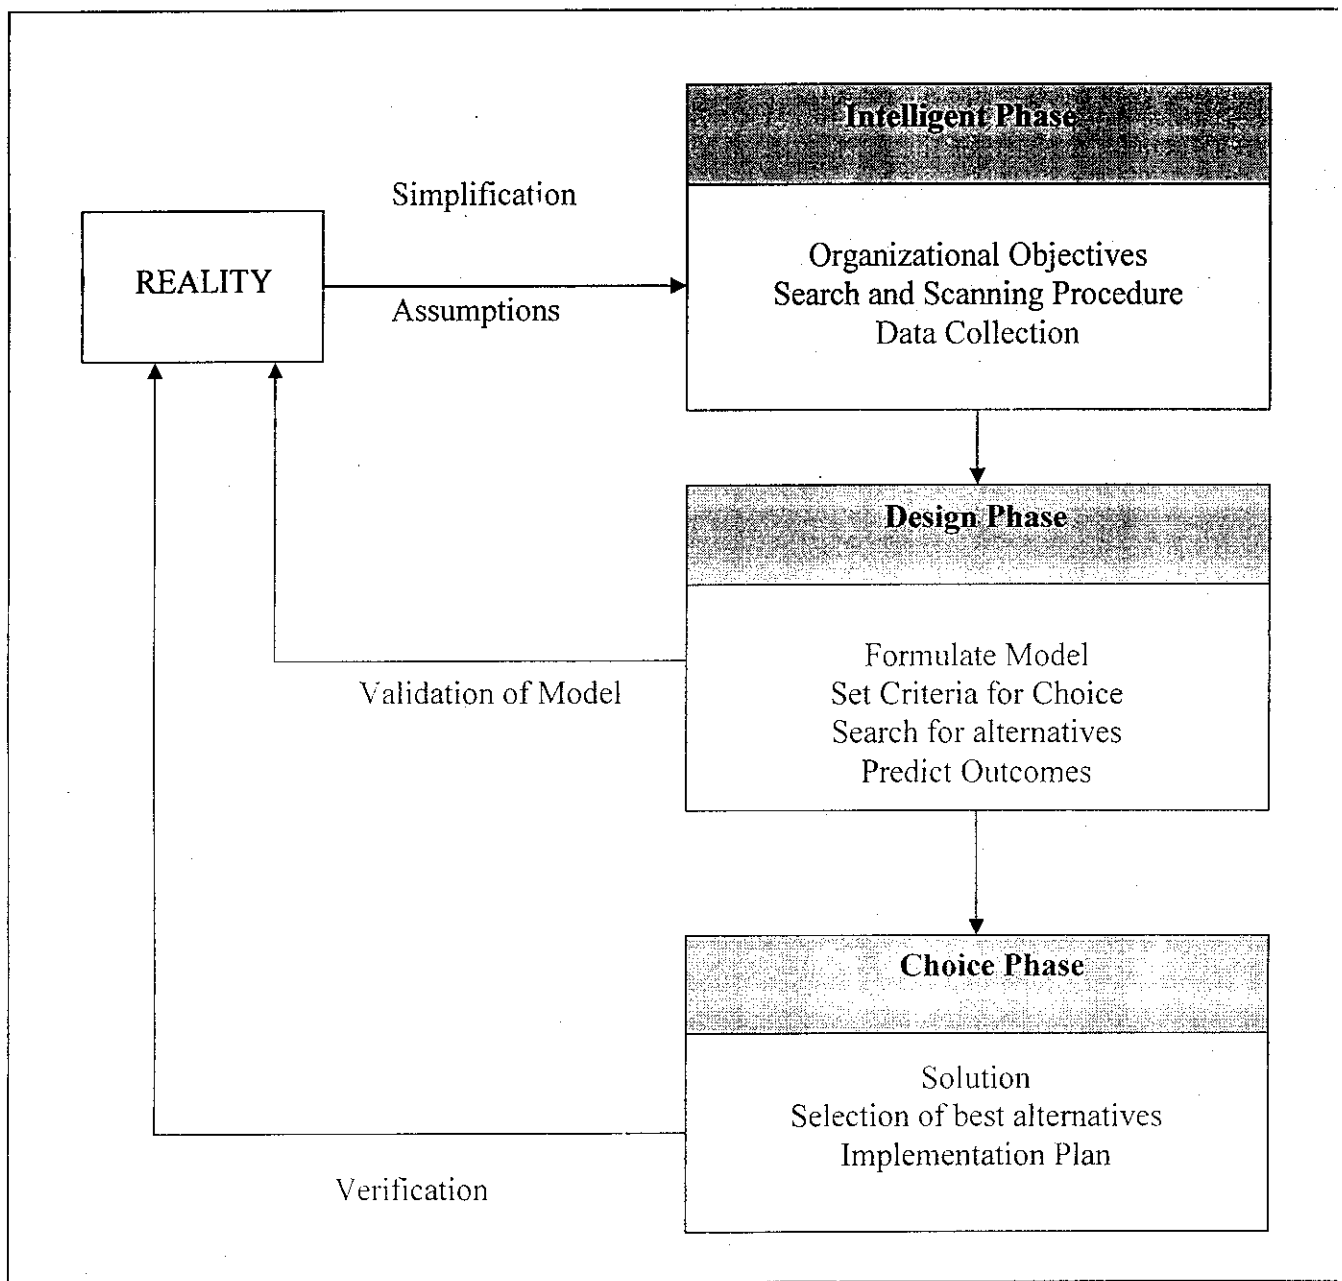 Intelligent Phase
Simplification
REALITY
Assumptions
Organizational Objectives
Search and Scanning Procedure
Data Collection
Design Phase
Formulate Model
Set Criteria for Choice
Search for alternatives
Predict Outcomes
Validation of Model
Choice Phase
Solution
Selection of best alternatives
Implementation Plan
Verification